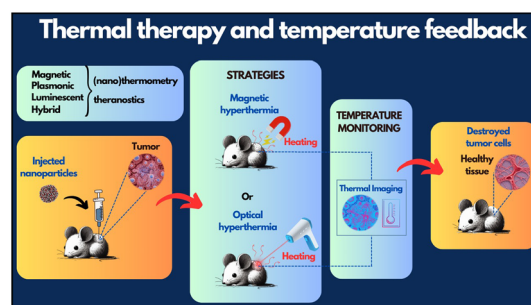 Thermal therapy and temperature feedback
Magnetic
Plasmonic
Luminescent
Hybrid
(nano)thermometry
theranostics
Injected
nanoparticles
Tumor
STRATEGIES
Magnetic
hyperthermia
Heating
Or
Optical
hyperthermia
Heating
TEMPERATURE
MONITORING
Thermal Imaging
Destroyed
tumor cells
Healthy
tissue